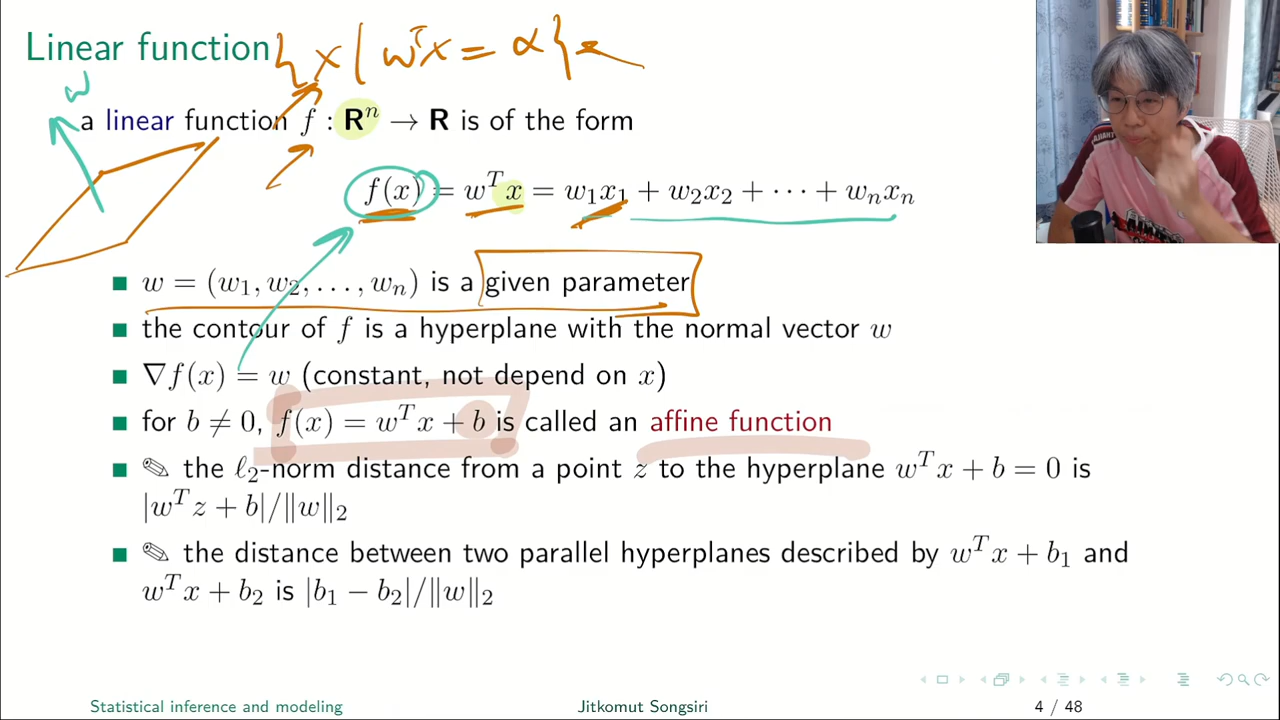 Linear function { x | wᵀx = α }
w
a linear function f : Rⁿ → R is of the form
f(x) = wᵀx = w₁x₁ + w₂x₂ + ⋯ + wₙxₙ
■ w = (w₁, w₂, . . . , wₙ) is a given parameter
■ the contour of f is a hyperplane with the normal vector w
■ ∇f(x) = w (constant, not depend on x)
■ for b ≠ 0, f(x) = wᵀx + b is called an affine function
■ ✎ the ℓ₂-norm distance from a point z to the hyperplane wᵀx + b = 0 is
|wᵀz + b|/‖w‖₂
■ ✎ the distance between two parallel hyperplanes described by wᵀx + b₁ and
wᵀx + b₂ is |b₁ − b₂|/‖w‖₂
Statistical inference and modeling Jitkomut Songsiri 4 / 48